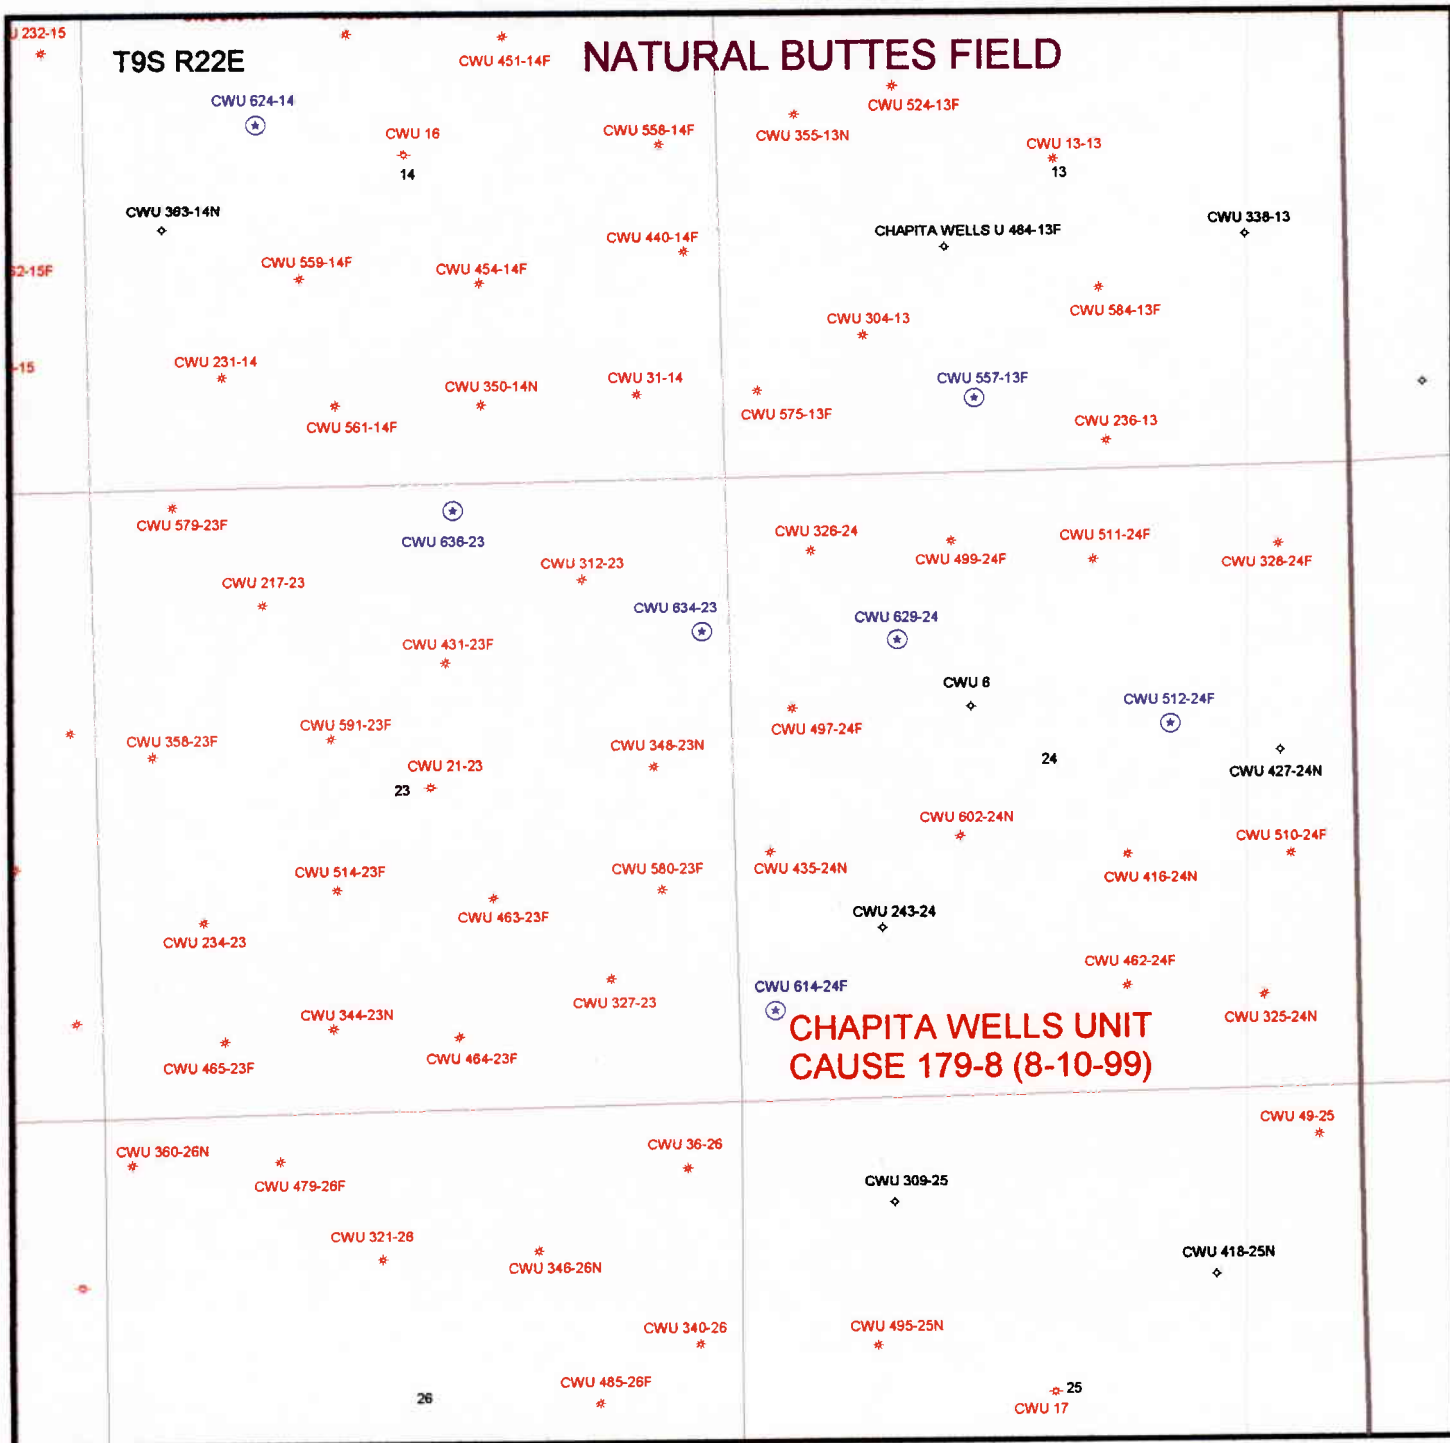 U 232-15
T9S R22E
CWU 451-14F
NATURAL BUTTES FIELD
CWU 624-14
CWU 524-13F
CWU 16
CWU 558-14F
CWU 355-13N
CWU 13-13
14
13
CWU 363-14N
CWU 338-13
CHAPITA WELLS U 484-13F
CWU 440-14F
CWU 559-14F
CWU 454-14F
52-15F
CWU 584-13F
CWU 304-13
CWU 231-14
-15
CWU 350-14N
CWU 31-14
CWU 557-13F
CWU 575-13F
CWU 561-14F
CWU 236-13
CWU 579-23F
CWU 636-23
CWU 326-24
CWU 499-24F
CWU 511-24F
CWU 328-24F
CWU 217-23
CWU 312-23
CWU 634-23
CWU 629-24
CWU 431-23F
CWU 6
CWU 512-24F
CWU 358-23F
CWU 591-23F
CWU 348-23N
CWU 497-24F
CWU 21-23
23
24
CWU 427-24N
CWU 602-24N
CWU 510-24F
CWU 514-23F
CWU 580-23F
CWU 435-24N
CWU 416-24N
CWU 463-23F
CWU 243-24
CWU 234-23
CWU 462-24F
CWU 614-24F
CWU 327-23
CWU 344-23N
CWU 325-24N
CHAPITA WELLS UNIT
CAUSE 179-8 (8-10-99)
CWU 465-23F
CWU 464-23F
CWU 49-25
CWU 360-26N
CWU 36-26
CWU 479-26F
CWU 309-25
CWU 321-26
CWU 346-26N
CWU 418-25N
CWU 340-26
CWU 495-25N
CWU 485-26F
26
25
CWU 17